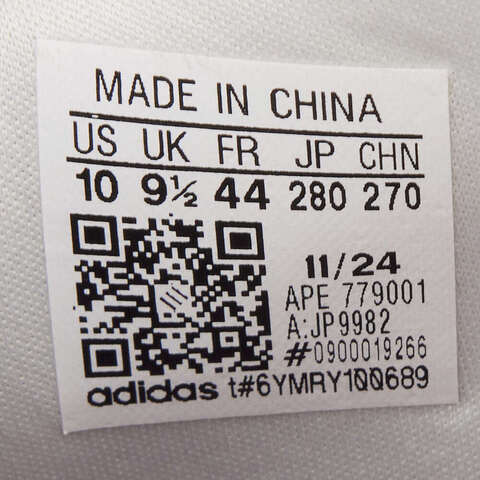 MADE IN CHINA
US UK FR JP CHN
10 9½ 44 280 270
11/24
APE 779001
A:JP9982
#0900019266
adidas t#6YMRY100689